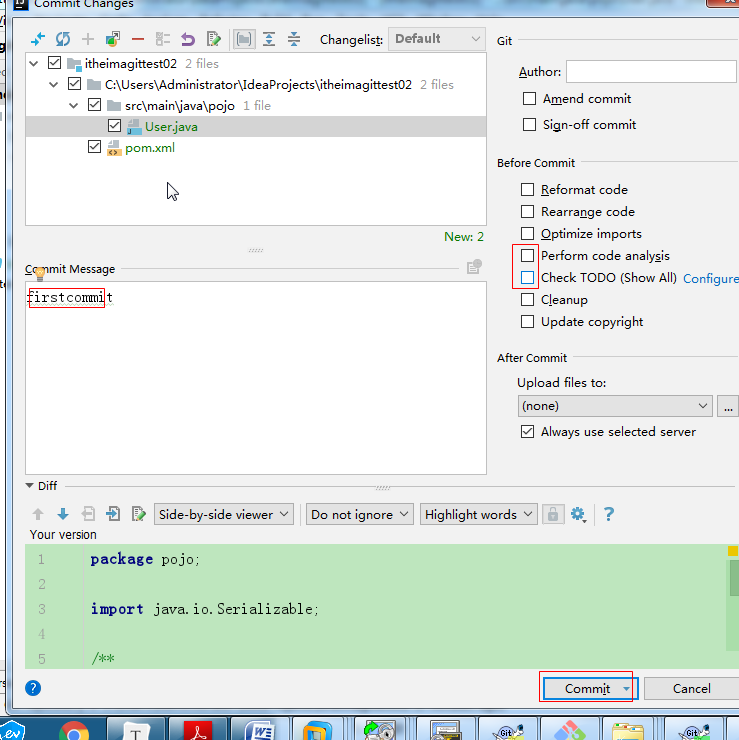 Commit Changes
Changelist: Default
Git
itheimagittest02 2 files
C:\Users\Administrator\IdeaProjects\itheimagittest02 2 files
src\main\java\pojo 1 file
User.java
pom.xml
New: 2
Author:
Amend commit
Sign-off commit
Before Commit
Reformat code
Rearrange code
Optimize imports
Perform code analysis
Check TODO (Show All) Configure
Cleanup
Update copyright
Commit Message
firstcommit
After Commit
Upload files to:
(none)
...
Always use selected server
Diff
Side-by-side viewer Do not ignore Highlight words ?
Your version
1 package pojo;
2
3 import java.io.Serializable;
4
5 /**
? Commit Cancel
ev T W Git Git